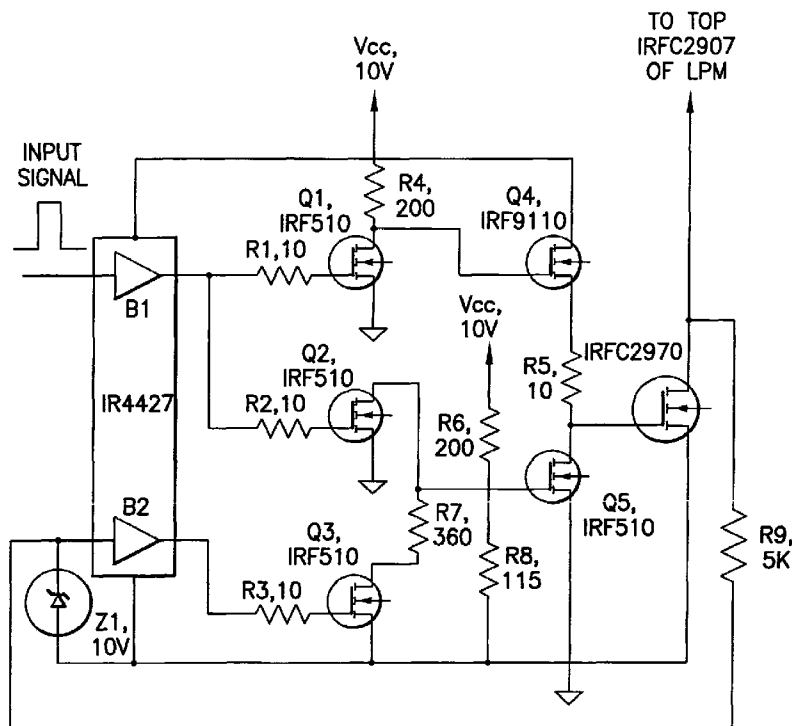 TO TOP
IRFC2907
OF LPM
Vcc,
10V
INPUT
SIGNAL
R4,
200
Q1,
IRF510
Q4,
IRF9110
R1,10
B1
Vcc,
10V
IRFC2970
Q2,
IRF510
R5,
10
IR4427
R2,10
R6,
200
B2
Q3,
IRF510
R7,
360
Q5,
IRF510
R8,
115
R9,
5K
R3,10
Z1,
10V